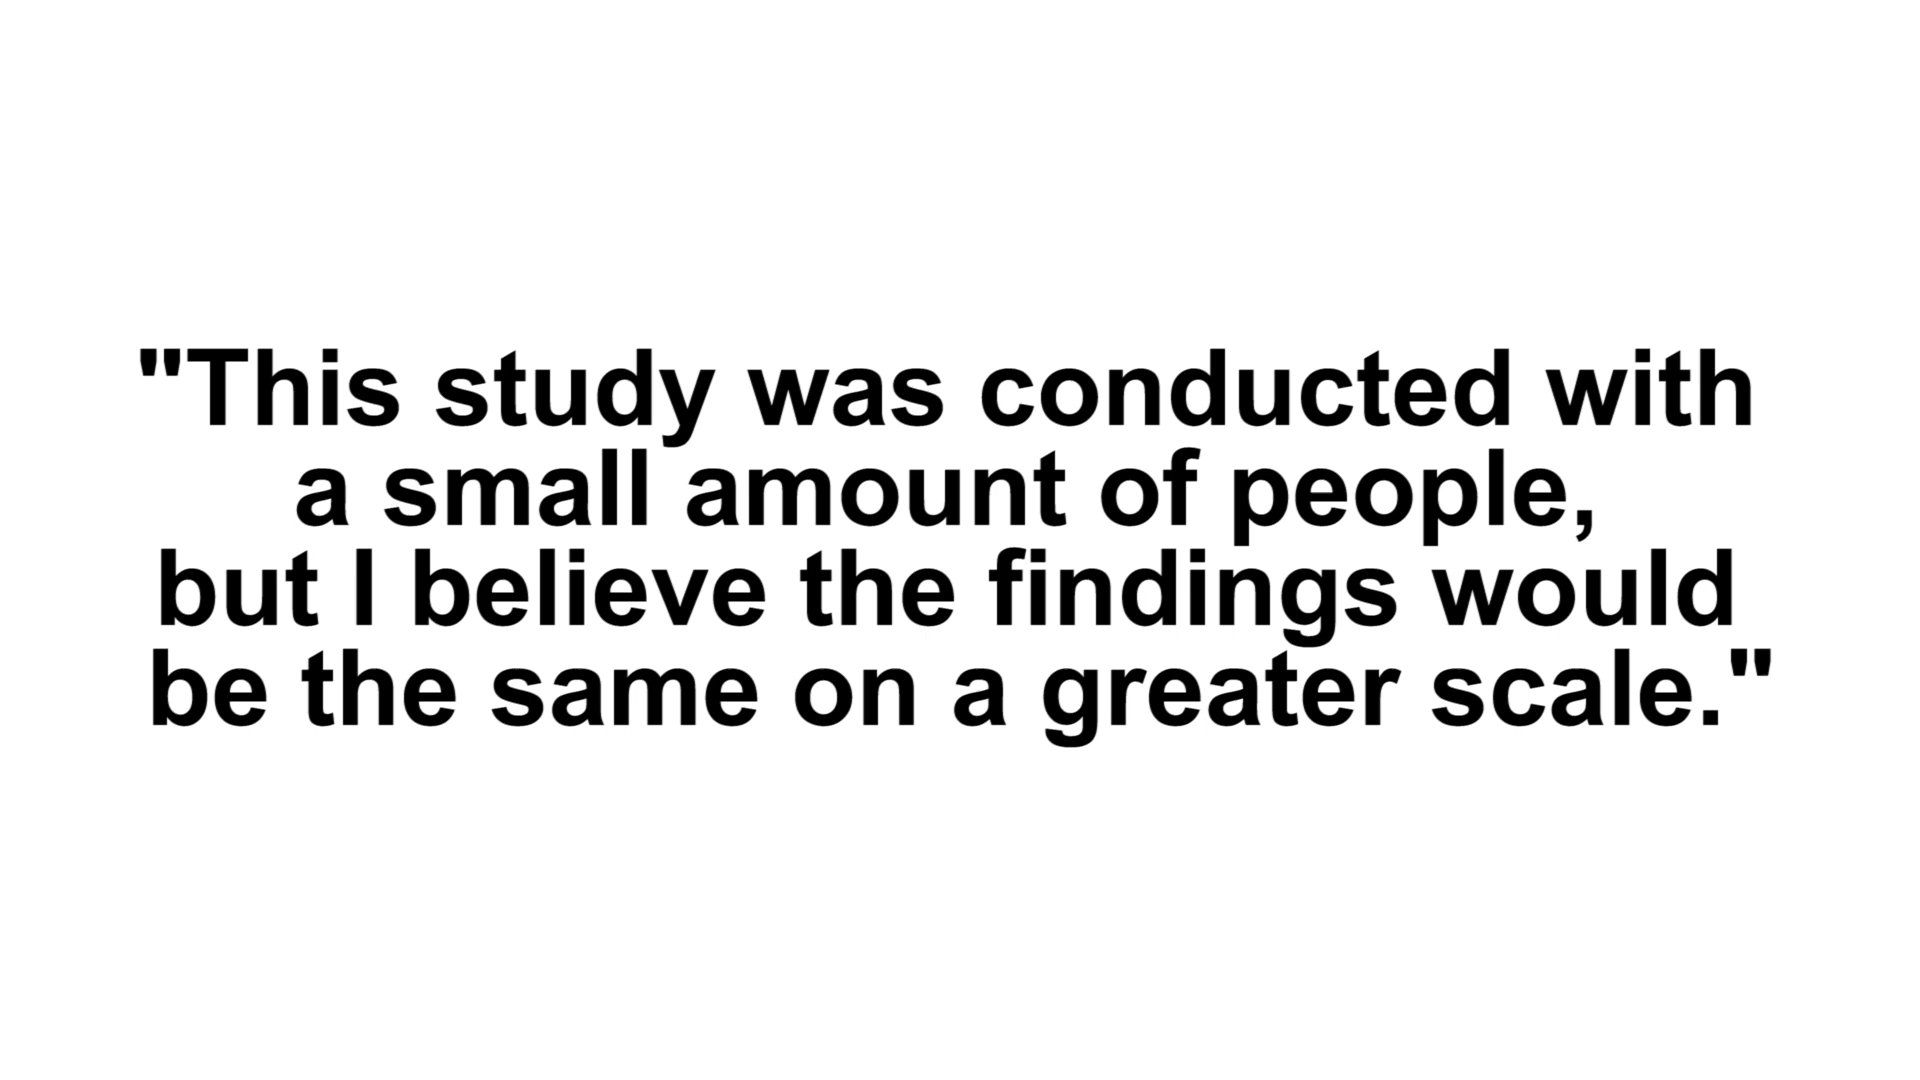 "This study was conducted with
a small amount of people,
but I believe the findings would
be the same on a greater scale."